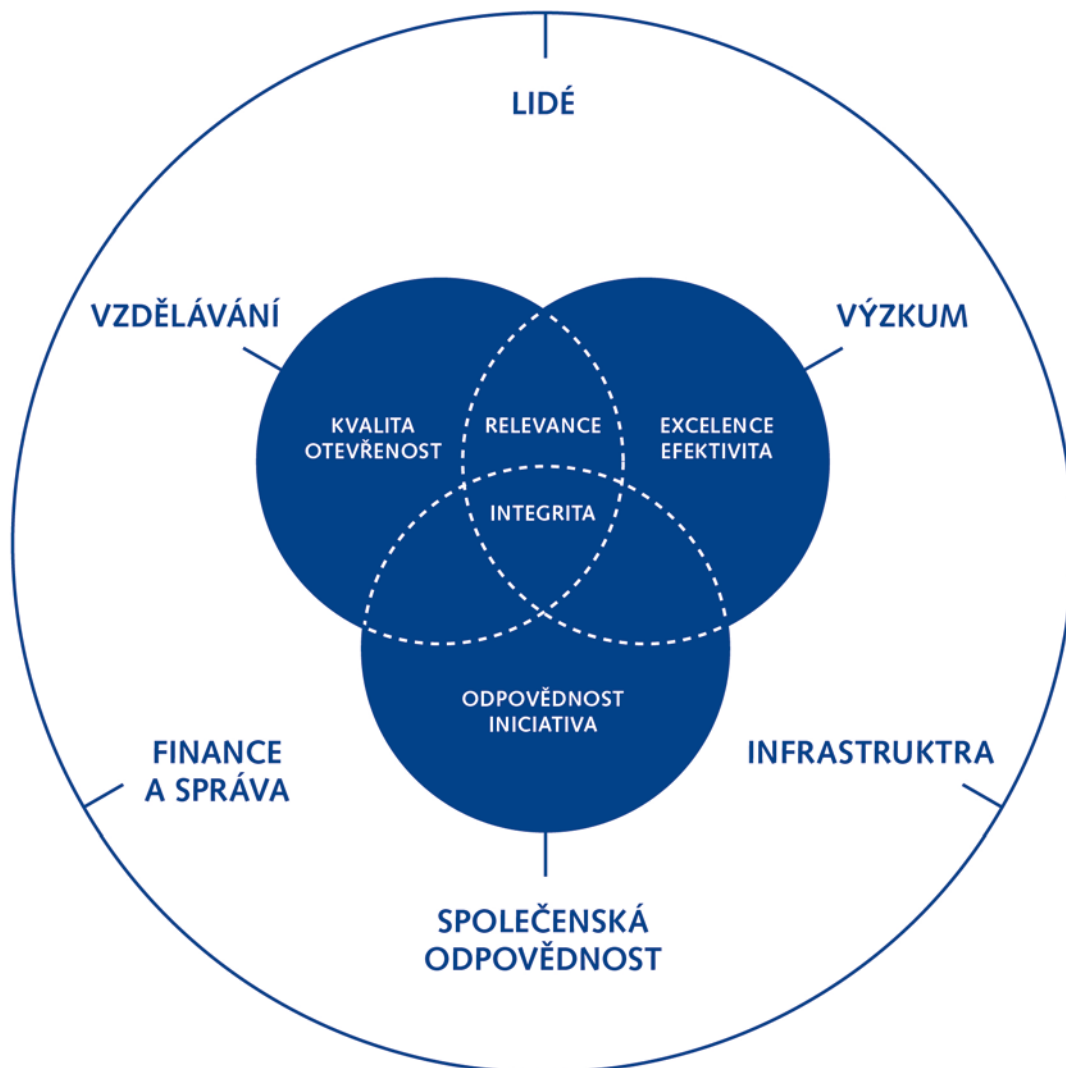 LIDÉ
VZDĚLÁVÁNÍ
VÝZKUM
KVALITA
OTEVŘENOST
RELEVANCE
EXCELENCE
EFEKTIVITA
INTEGRITA
ODPOVĚDNOST
INICIATIVA
FINANCE
A SPRÁVA
INFRASTRUKTRA
SPOLEČENSKÁ
ODPOVĚDNOST